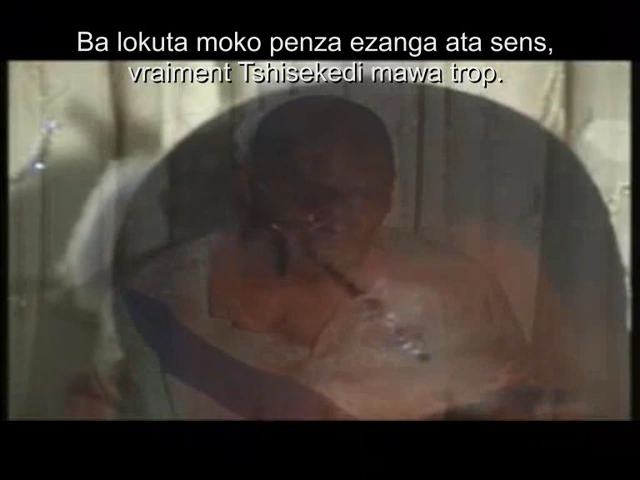 Ba lokuta moko penza ezanga ata sens,
vraiment Tshisekedi mawa trop.